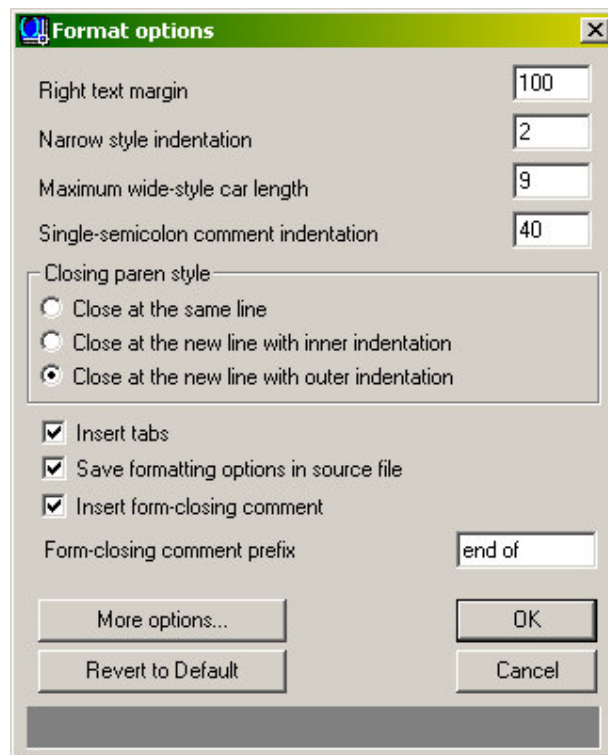 Format options
Right text margin 100
Narrow style indentation 2
Maximum wide-style car length 9
Single-semicolon comment indentation 40
Closing paren style
Close at the same line
Close at the new line with inner indentation
Close at the new line with outer indentation
Insert tabs
Save formatting options in source file
Insert form-closing comment
Form-closing comment prefix end of
More options... OK
Revert to Default Cancel